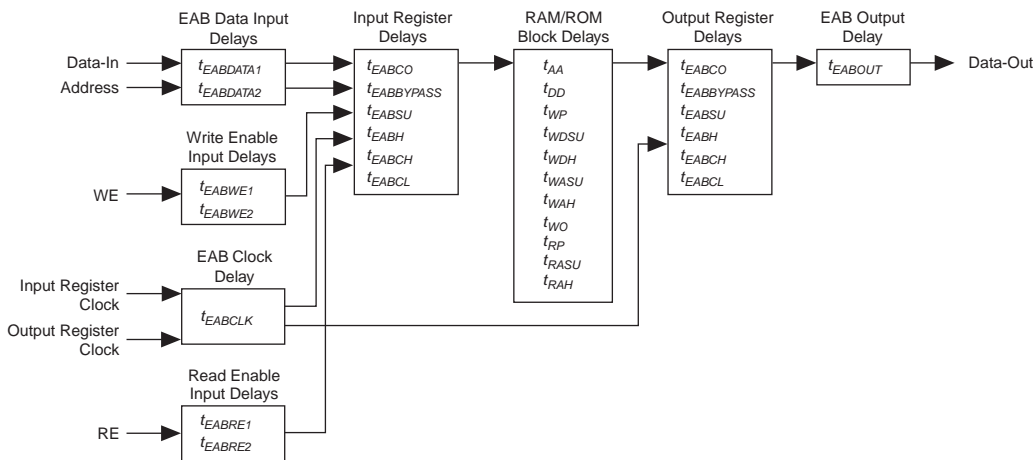 EAB Data Input
Delays
Input Register
Delays
RAM/ROM
Block Delays
Output Register
Delays
EAB Output
Delay
Data-In
Address
tEABDATA1
tEABDATA2
tEABCO
tEABBYPASS
tEABSU
tEABH
tEABCH
tEABCL
tAA
tDD
tWP
tWDSU
tWDH
tWASU
tWAH
tWO
tRP
tRASU
tRAH
tEABCO
tEABBYPASS
tEABSU
tEABH
tEABCH
tEABCL
tEABOUT
Data-Out
Write Enable
Input Delays
WE
tEABWE1
tEABWE2
EAB Clock
Delay
Input Register
Clock
Output Register
Clock
tEABCLK
Read Enable
Input Delays
RE
tEABRE1
tEABRE2